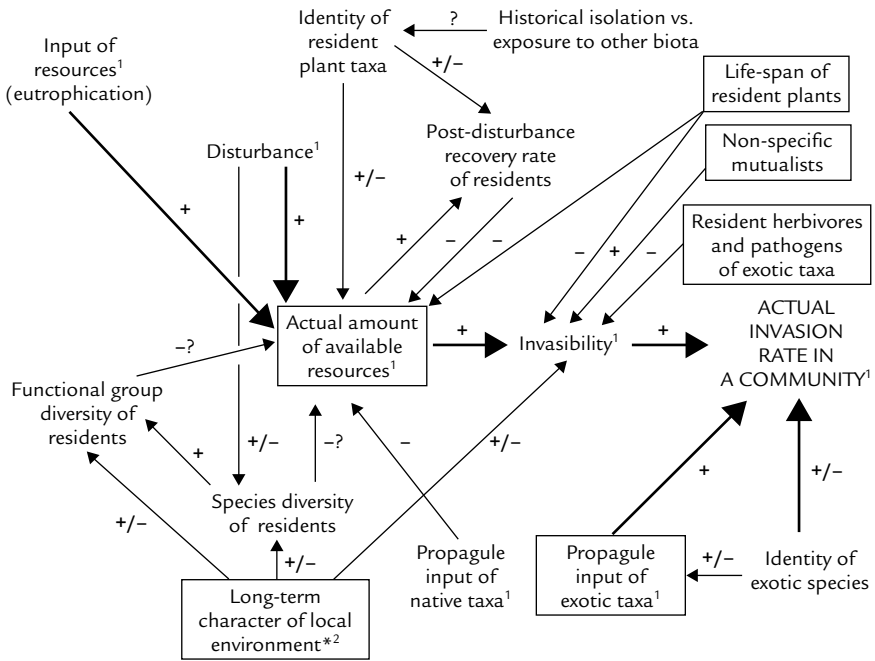 Identity of
resident
plant taxa
?
Historical isolation vs.
exposure to other biota
Input of
resources¹
(eutrophication)
+/–
Life-span of
resident plants
Post-disturbance
recovery rate
of residents
Non-specific
mutualists
Disturbance¹
+/–
+
+
Resident herbivores
and pathogens
of exotic taxa
+
–
–
–
+
–
ACTUAL
INVASION
RATE IN
A COMMUNITY¹
Actual amount
of available
resources¹
+
Invasibility¹
+
–?
Functional group
diversity of
residents
+/–
–?
–
+/–
+
+
+/–
Species diversity
of residents
+/–
+/–
Propagule
input of
native taxa¹
Propagule
input of
exotic taxa¹
+/–
Identity of
exotic species
Long-term
character of local
environment*²